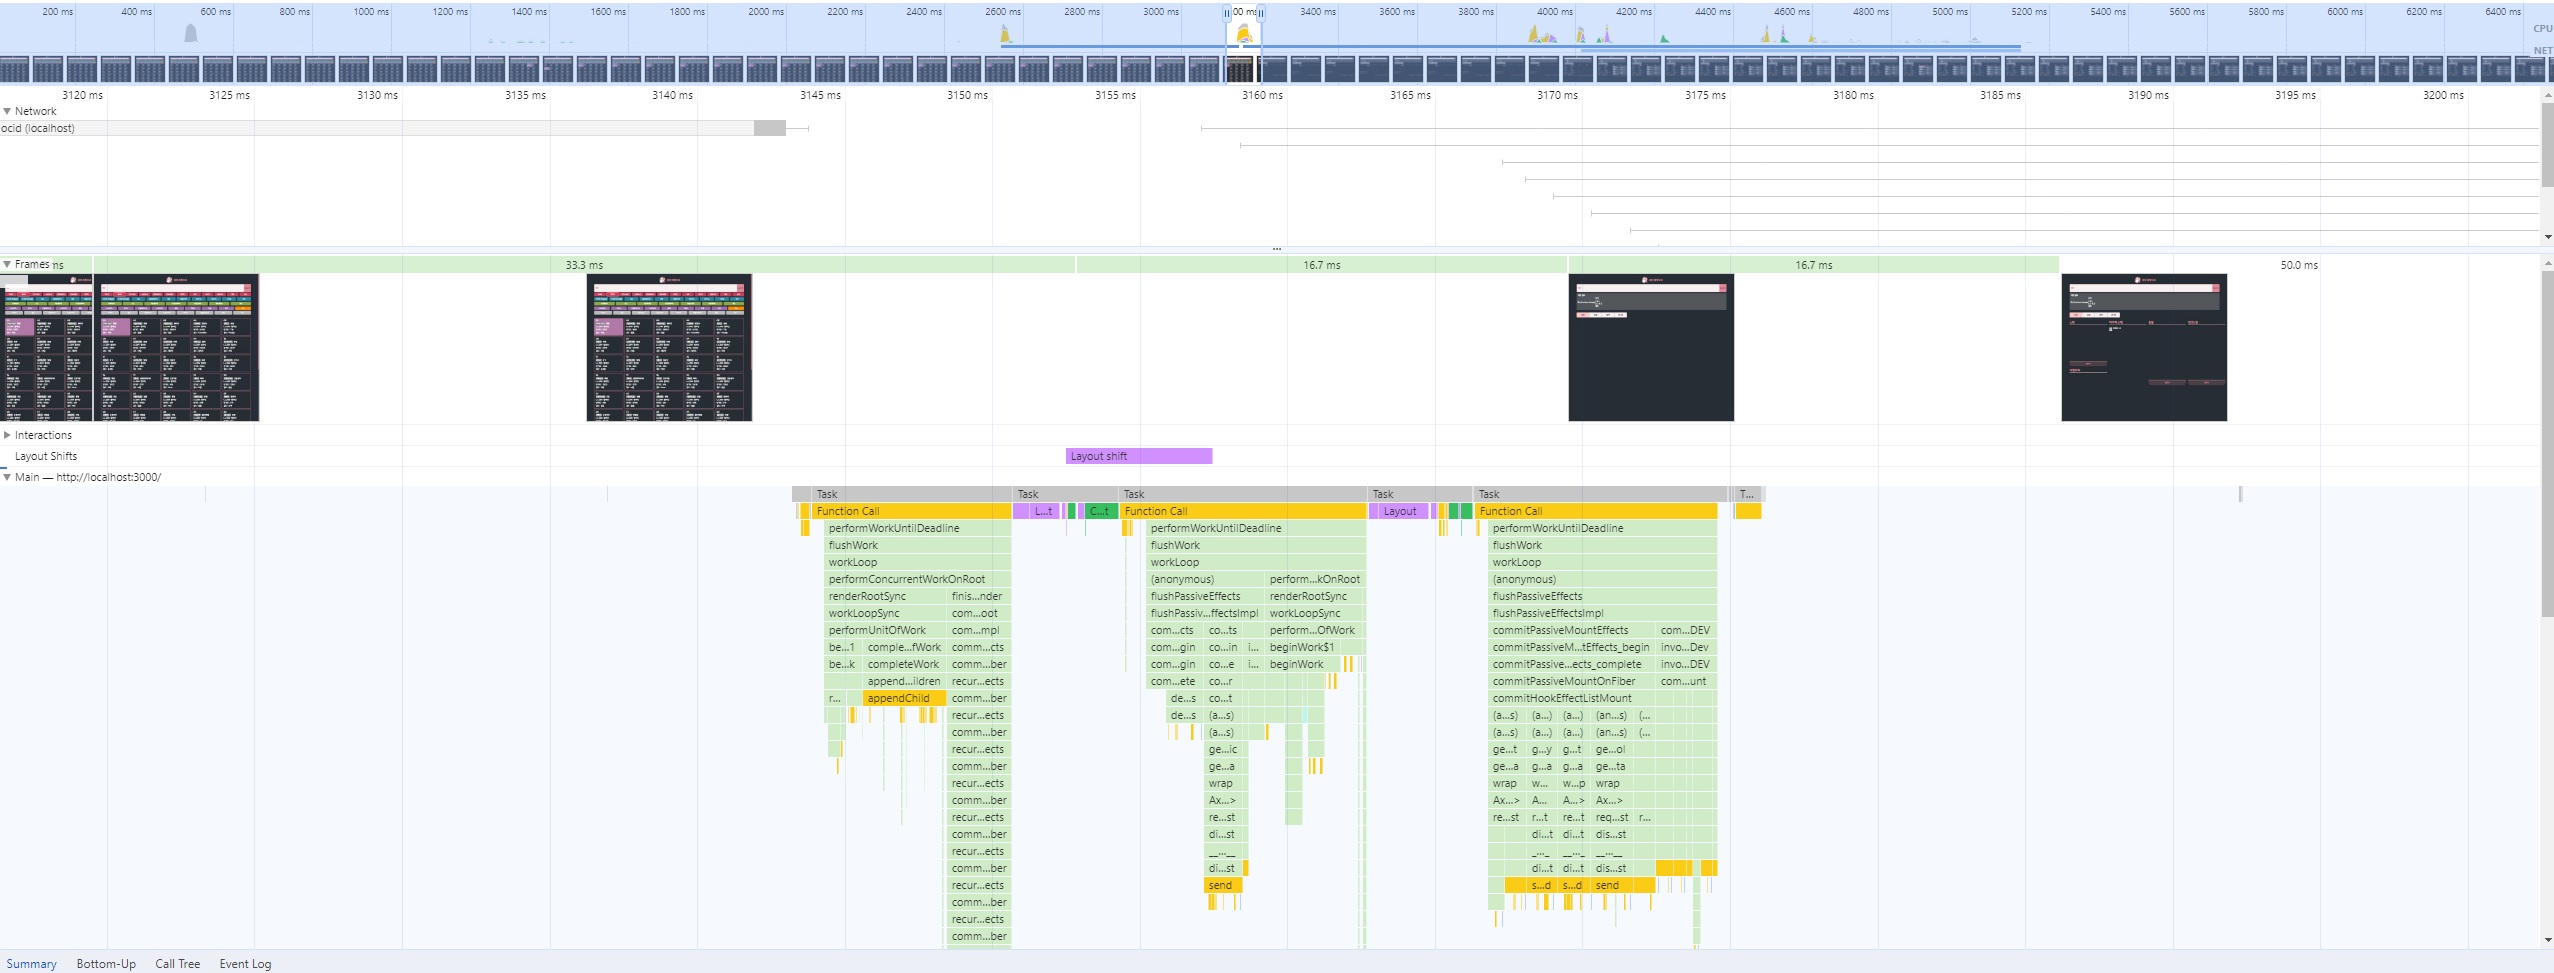 200 ms 400 ms 600 ms 800 ms 1000 ms 1200 ms 1400 ms 1600 ms 1800 ms 2000 ms 2200 ms 2400 ms 2600 ms 2800 ms 3000 ms 00 ms 3400 ms 3600 ms 3800 ms 4000 ms 4200 ms 4400 ms 4600 ms 4800 ms 5000 ms 5200 ms 5400 ms 5600 ms 5800 ms 6000 ms 6200 ms 6400 ms
CPU
NET
3120 ms 3125 ms 3130 ms 3135 ms 3140 ms 3145 ms 3150 ms 3155 ms 3160 ms 3165 ms 3170 ms 3175 ms 3180 ms 3185 ms 3190 ms 3195 ms 3200 ms
Network
ocid (localhost)
...
Frames ms 33.3 ms 16.7 ms 16.7 ms 50.0 ms
Interactions
Layout Shifts Layout shift
Main — http://localhost:3000/
Task Task Task Task Task T...
Function Call L...t C...t Function Call Layout Function Call
performWorkUntilDeadline performWorkUntilDeadline performWorkUntilDeadline
flushWork flushWork flushWork
workLoop workLoop workLoop
performConcurrentWorkOnRoot (anonymous) perform...kOnRoot (anonymous)
renderRootSync finis...nder flushPassiveEffects renderRootSync flushPassiveEffects
workLoopSync com...oot flushPassiv...ffectsImpl workLoopSync flushPassiveEffectsImpl
performUnitOfWork com...mpl com...cts co...ts perform...OfWork commitPassiveMountEffects com...DEV
be...1 comple...fWork comm...cts com...gin co...in i... beginWork$1 commitPassiveM...tEffects_begin invo...Dev
be...k completeWork comm...ber com...gin co...e i... beginWork commitPassive...ects_complete invo...DEV
append...ildren recur...ects com...ete co...r commitPassiveMountOnFiber com...unt
r... appendChild comm...ber de...s co...t commitHookEffectListMount
recur...ects de...s (a...s) (a...s) (a...) (a...) (an...s) (...
comm...ber (a...s) (a...s) (a...) (a...) (an...s) (...
recur...ects ge...ic ge...t g...y g...t ge...ol
comm...ber ge...a ge...a g...a g...a ge...ta
recur...ects wrap wrap w... w...p wrap
comm...ber Ax...> Ax...> A... A...> Ax...>
recur...ects re...st re...st r...t re...t req...st r...
comm...ber di...st di...t di...t dis...st
recur...ects __...__ _..._ __..._ __...__
comm...ber di...st di...t di...t dis...st
recur...ects send s...d s...d send
comm...ber
recur...ects
comm...ber
Summary Bottom-Up Call Tree Event Log